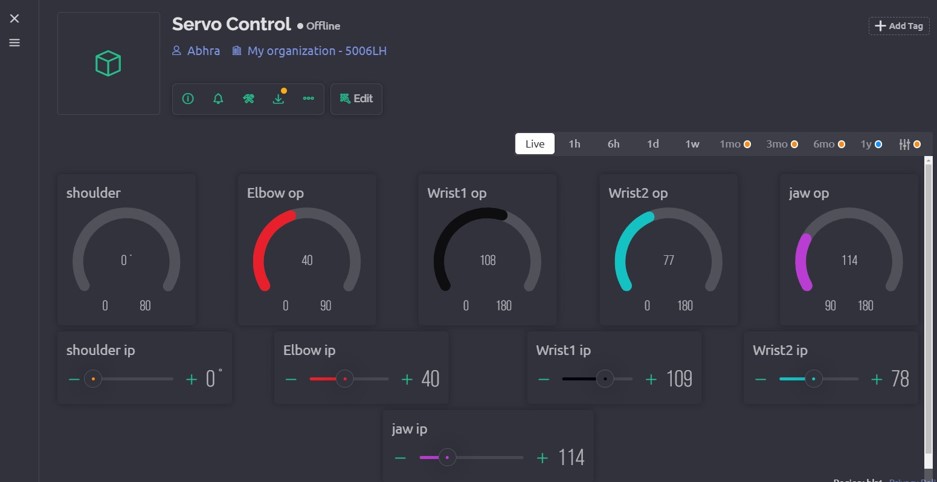 Servo Control Offline
Add Tag
Abhra My organization - 5006LH
Edit
Live 1h 6h 1d 1w 1mo 3mo 6mo 1y
shoulder Elbow op Wrist1 op Wrist2 op jaw op
0° 40 108 77 114
0 80 0 90 0 180 0 180 90 180
shoulder ip Elbow ip Wrist1 ip Wrist2 ip
− + 0° − + 40 − + 109 − + 78
jaw ip
− + 114